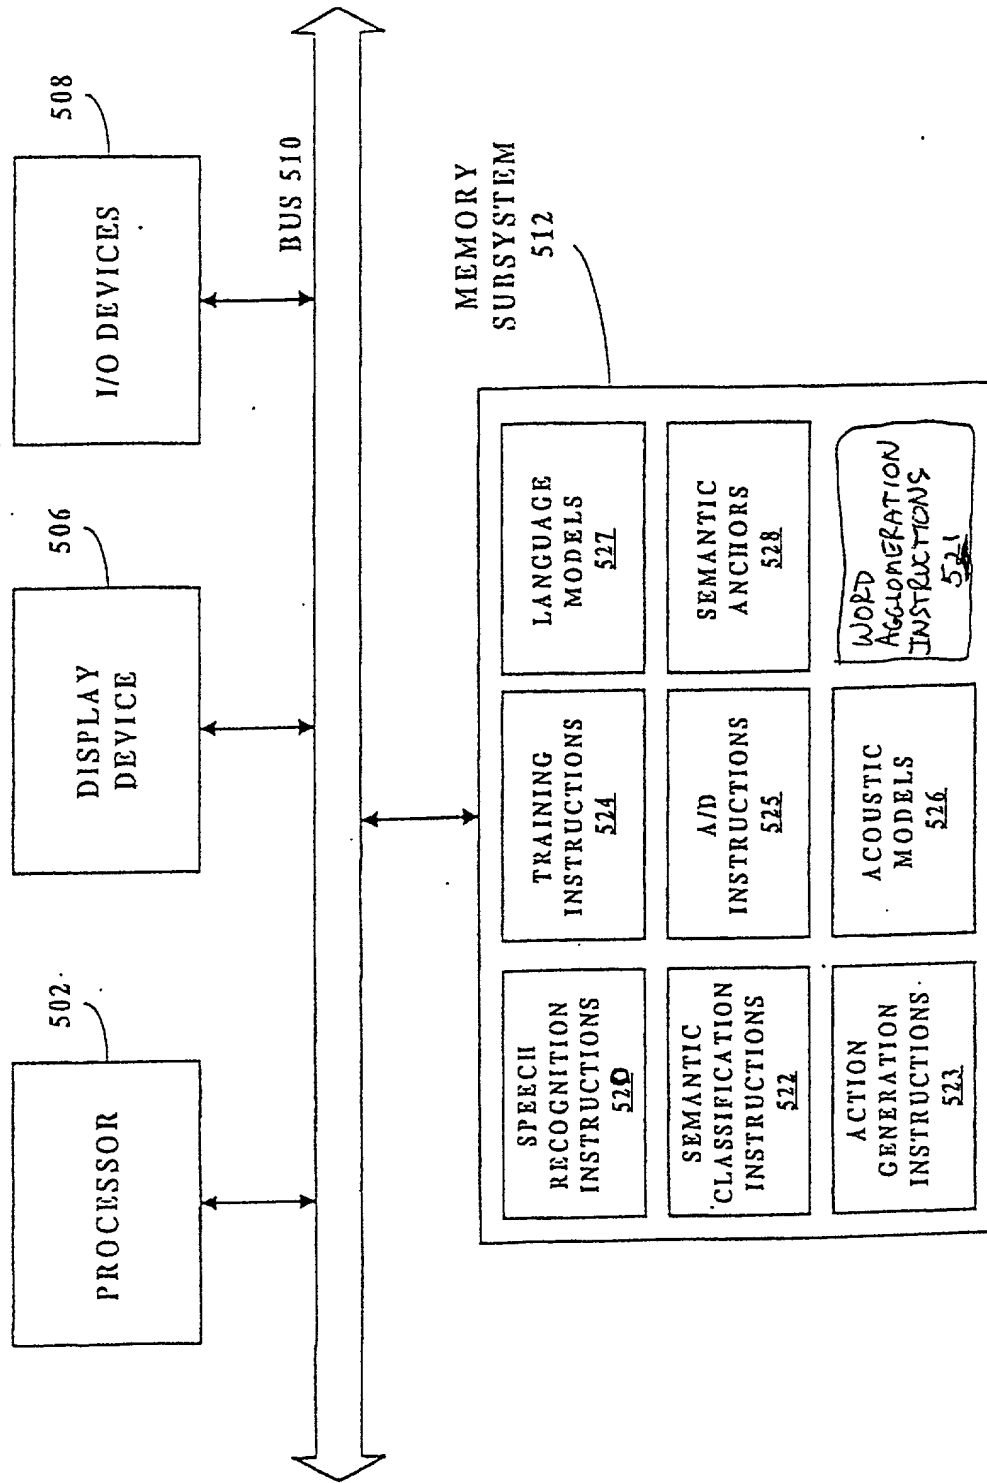 PROCESSOR
502
DISPLAY
DEVICE
506
I/O DEVICES
508
BUS 510
MEMORY
SUBSYSTEM
512
SPEECH
RECOGNITION
INSTRUCTIONS
520
TRAINING
INSTRUCTIONS
524
LANGUAGE
MODELS
527
SEMANTIC
CLASSIFICATION
INSTRUCTIONS
522
A/D
INSTRUCTIONS
525
SEMANTIC
ANCHORS
528
ACTION
GENERATION
INSTRUCTIONS
523
ACOUSTIC
MODELS
526
WORD
AGGLOMERATION
INSTRUCTIONS
521